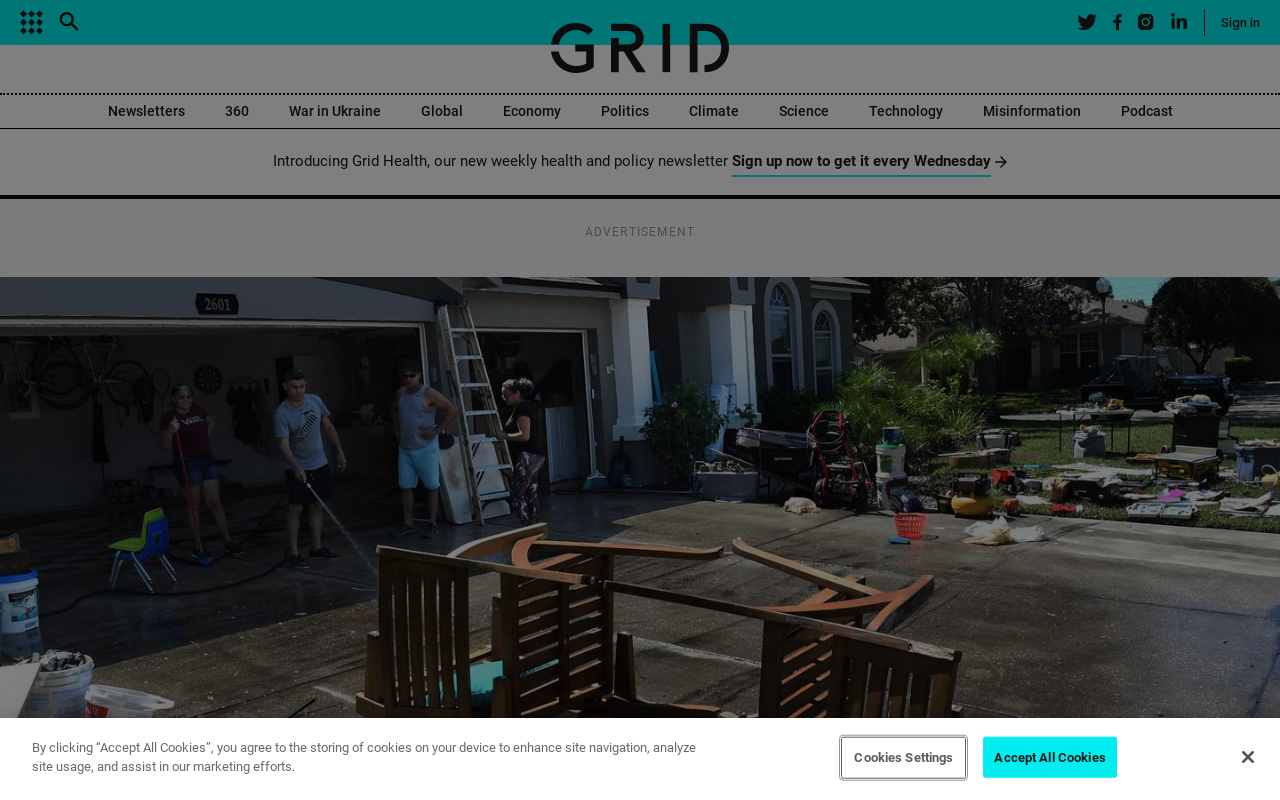 Sign in
GRID
Newsletters 360 War in Ukraine Global Economy Politics Climate Science Technology Misinformation Podcast
Introducing Grid Health, our new weekly health and policy newsletter Sign up now to get it every Wednesday
ADVERTISEMENT
2601
VANS
By clicking “Accept All Cookies”, you agree to the storing of cookies on your device to enhance site navigation, analyze
site usage, and assist in our marketing efforts.
Cookies Settings
Accept All Cookies